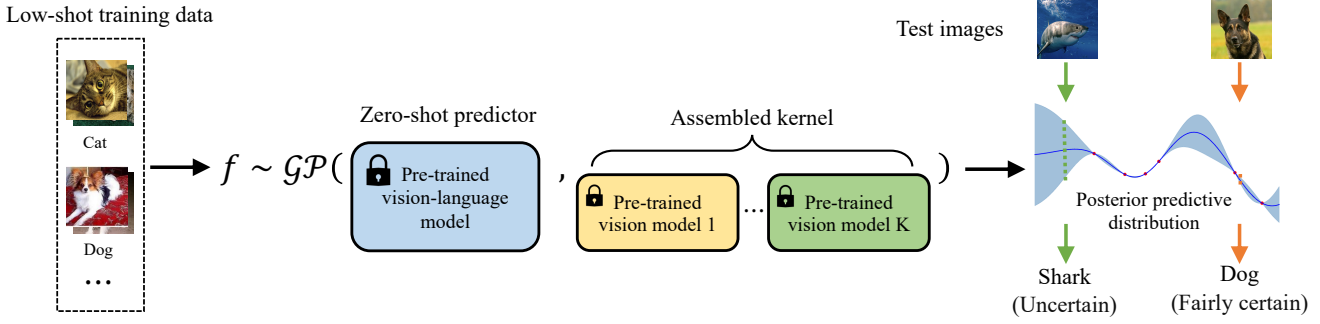 Low-shot training data
Cat
Dog
...
f ~ 𝒢𝒫(
Zero-shot predictor
Pre-trained
vision-language
model
,
Assembled kernel
Pre-trained
vision model 1
...
Pre-trained
vision model K
)
Test images
Posterior predictive
distribution
Shark
(Uncertain)
Dog
(Fairly certain)